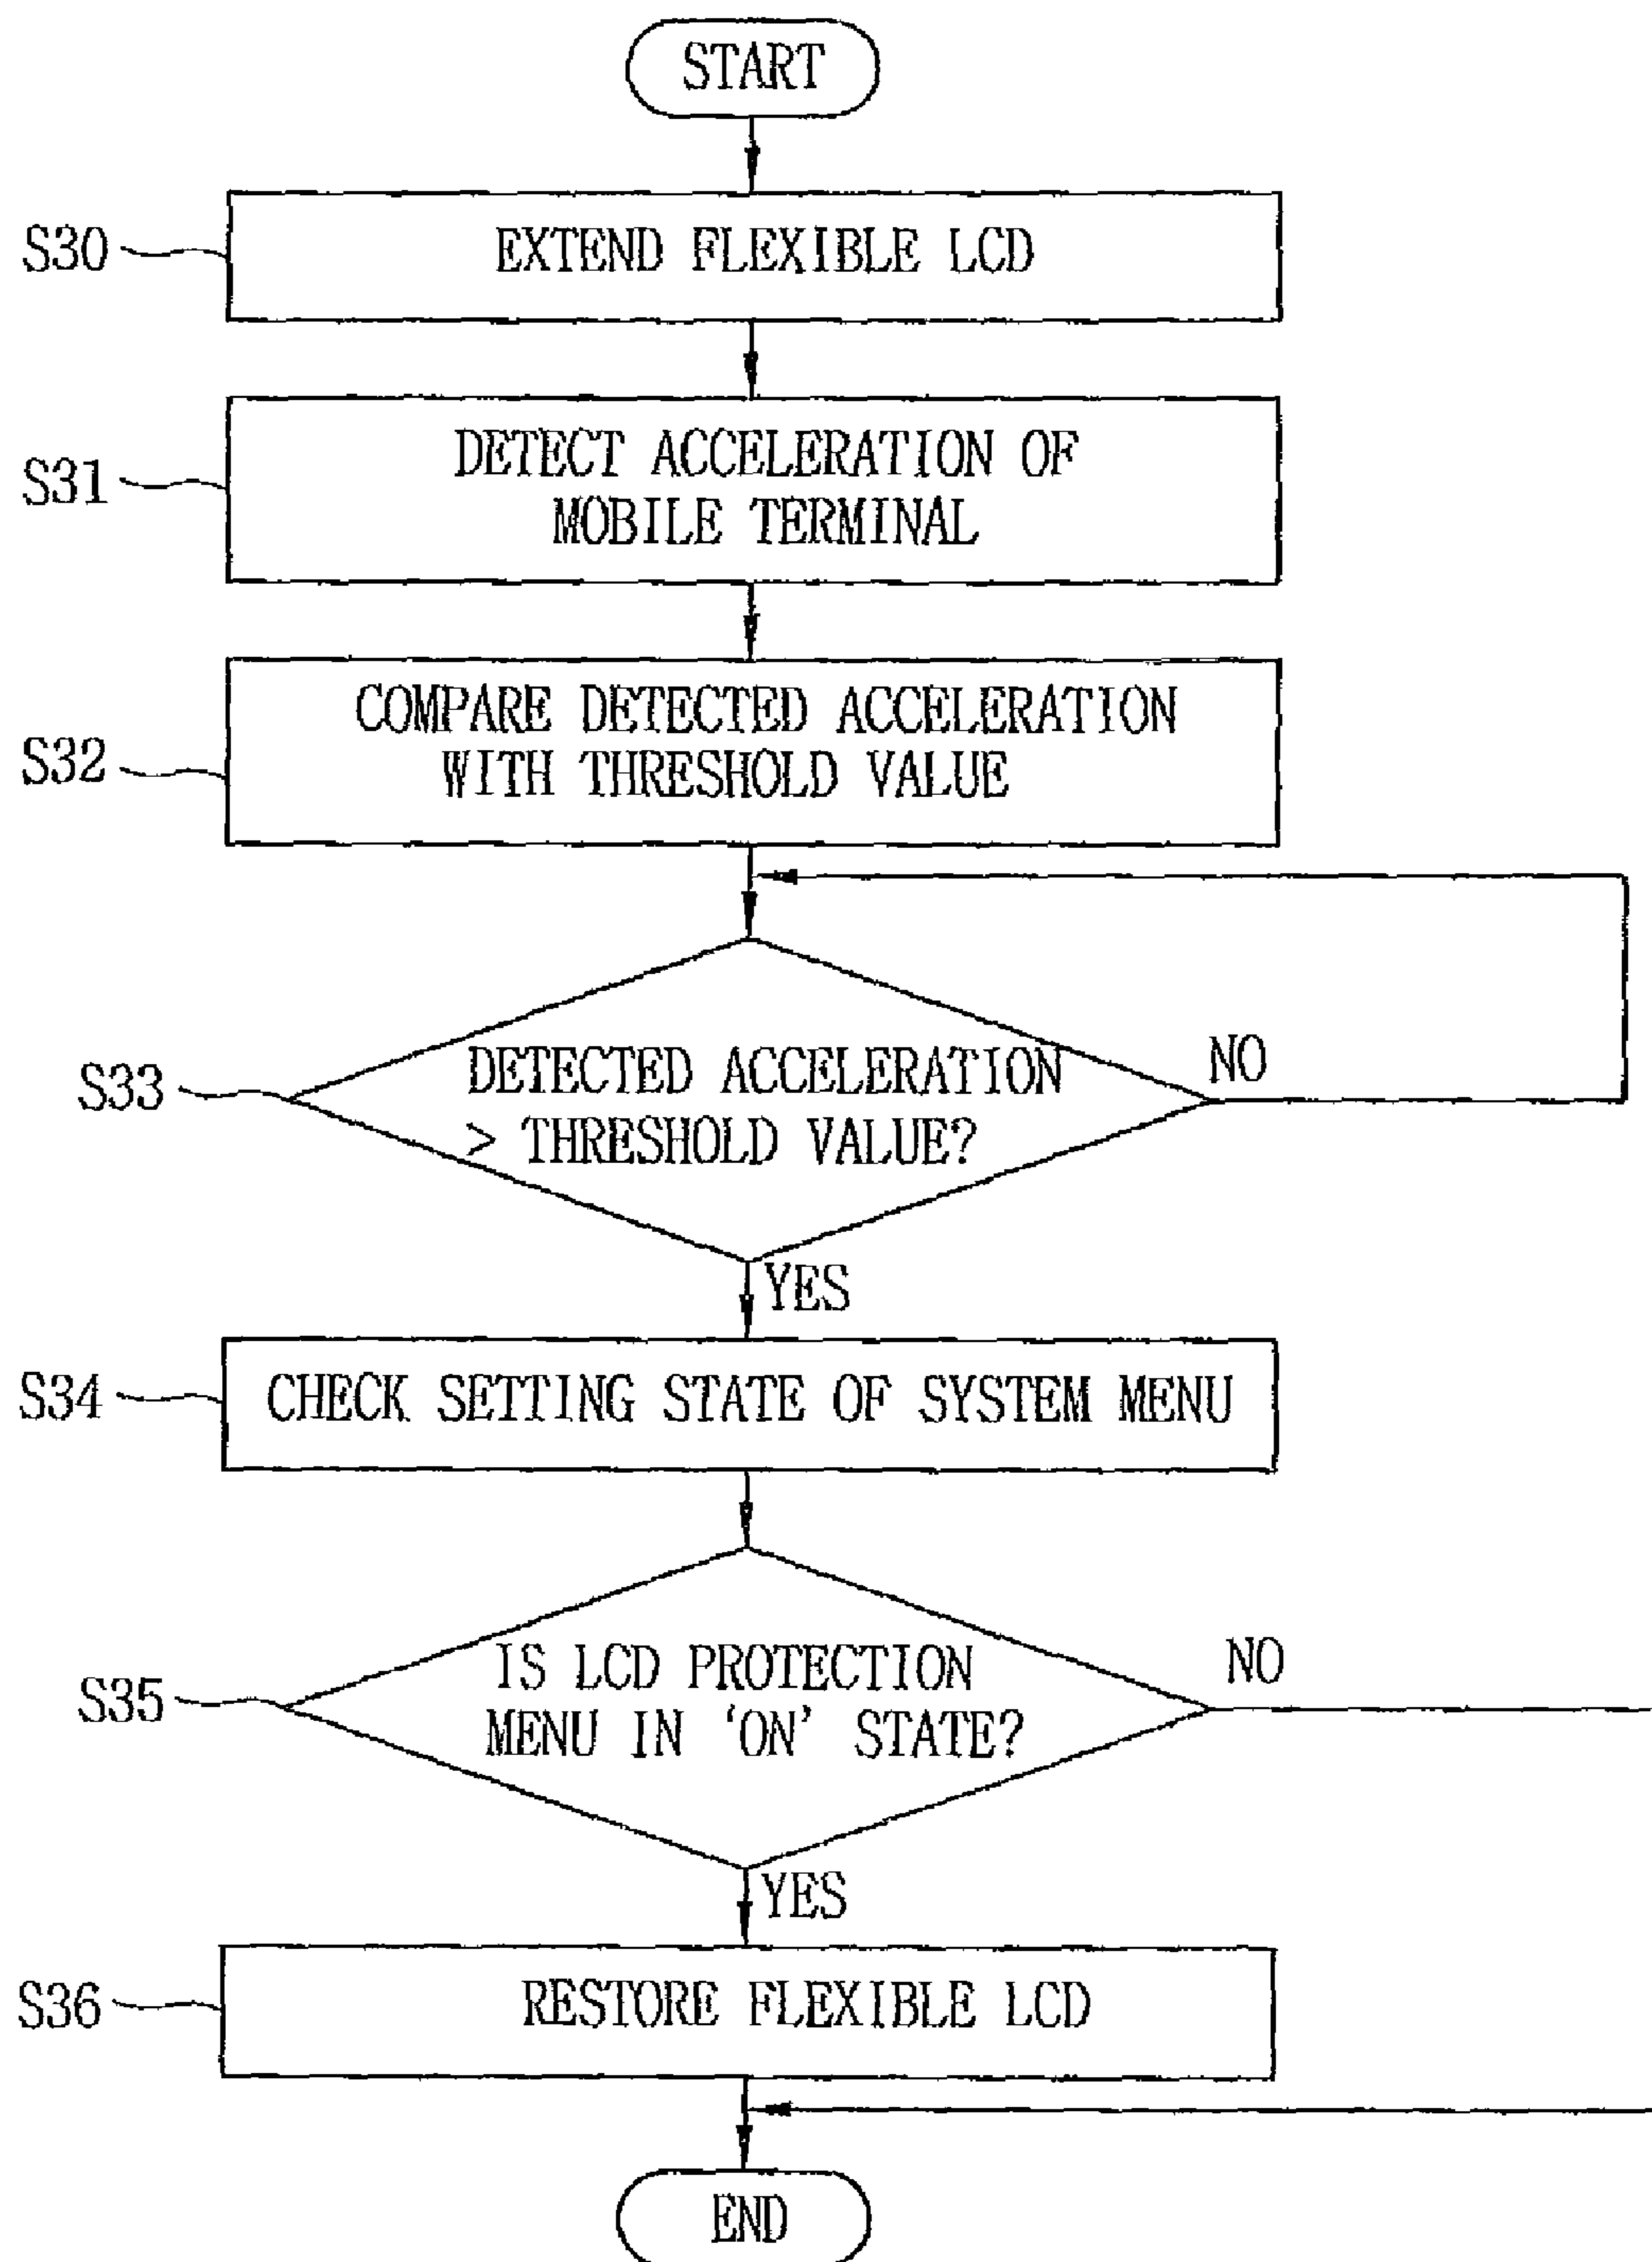 START
S30
EXTEND FLEXIBLE LCD
S31
DETECT ACCELERATION OF
MOBILE TERMINAL
S32
COMPARE DETECTED ACCELERATION
WITH THRESHOLD VALUE
S33
DETECTED ACCELERATION
> THRESHOLD VALUE?
NO
YES
S34
CHECK SETTING STATE OF SYSTEM MENU
S35
IS LCD PROTECTION
MENU IN 'ON' STATE?
NO
YES
S36
RESTORE FLEXIBLE LCD
END